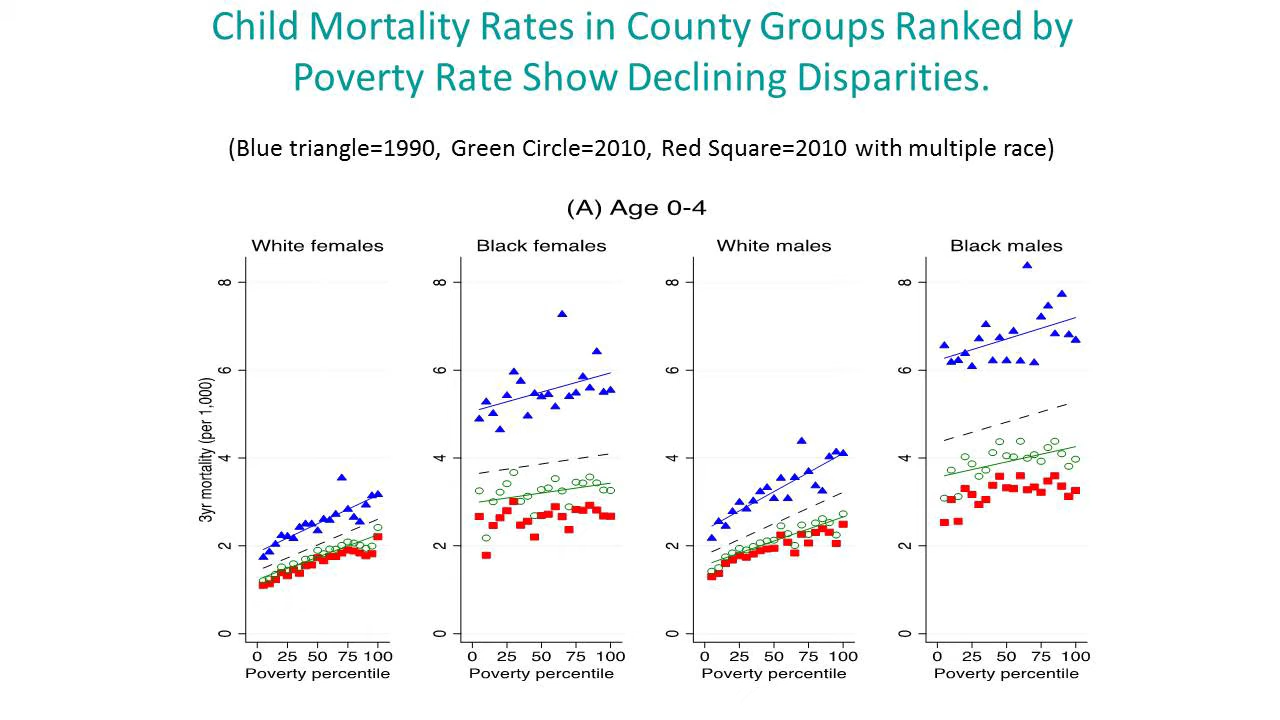 Child Mortality Rates in County Groups Ranked by
Poverty Rate Show Declining Disparities.
(Blue triangle=1990, Green Circle=2010, Red Square=2010 with multiple race)
(A) Age 0-4
White females
Black females
White males
Black males
3yr mortality (per 1,000)
8
6
4
2
0
8
6
4
2
0
8
6
4
2
0
8
6
4
2
0
0 25 50 75 100
0 25 50 75 100
0 25 50 75 100
0 25 50 75 100
Poverty percentile
Poverty percentile
Poverty percentile
Poverty percentile